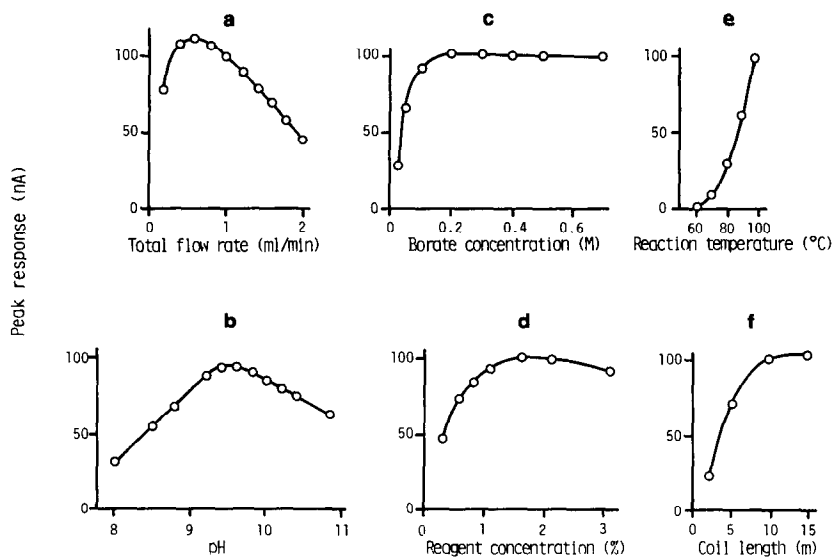 a
c
e
100
50
0
0 1 2
Total flow rate (ml/min)
100
50
0
0 0.2 0.4 0.6
Borate concentration (M)
100
50
0
60 80 100
Reaction temperature (°C)
Peak response (nA)
b
d
f
100
50
0
8 9 10 11
pH
100
50
0
0 1 2 3
Reagent concentration (%)
100
50
0
0 5 10 15
Coil length (m)